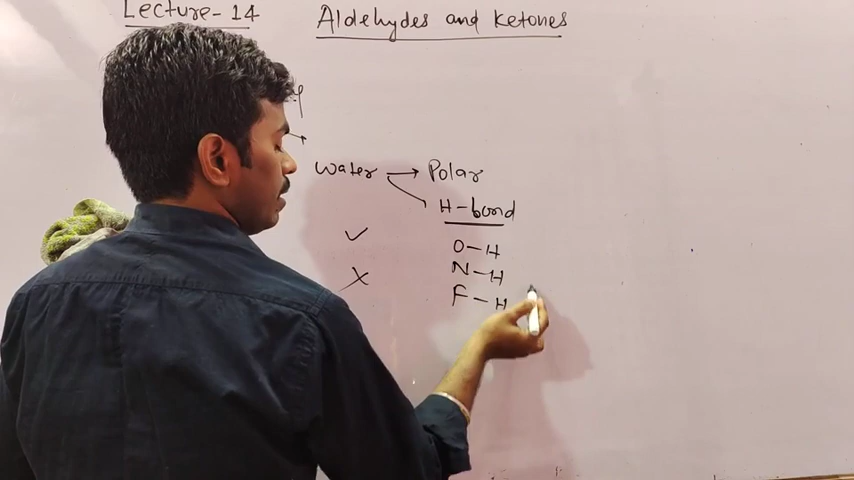 Lecture-14
Aldehydes and Ketones
Water → Polar
H-bond
✓
O-H
N-H
X
F-H